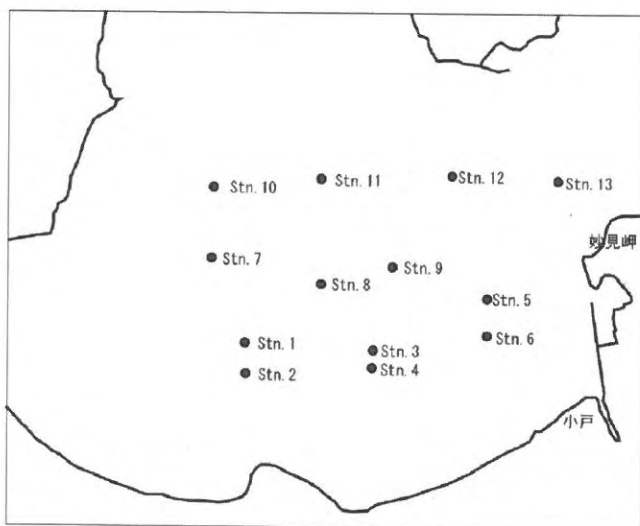 Stn. 10
Stn. 11
Stn. 12
Stn. 13
妙見岬
Stn. 7
Stn. 9
Stn. 8
Stn. 5
Stn. 6
Stn. 1
Stn. 3
Stn. 2
Stn. 4
小戸